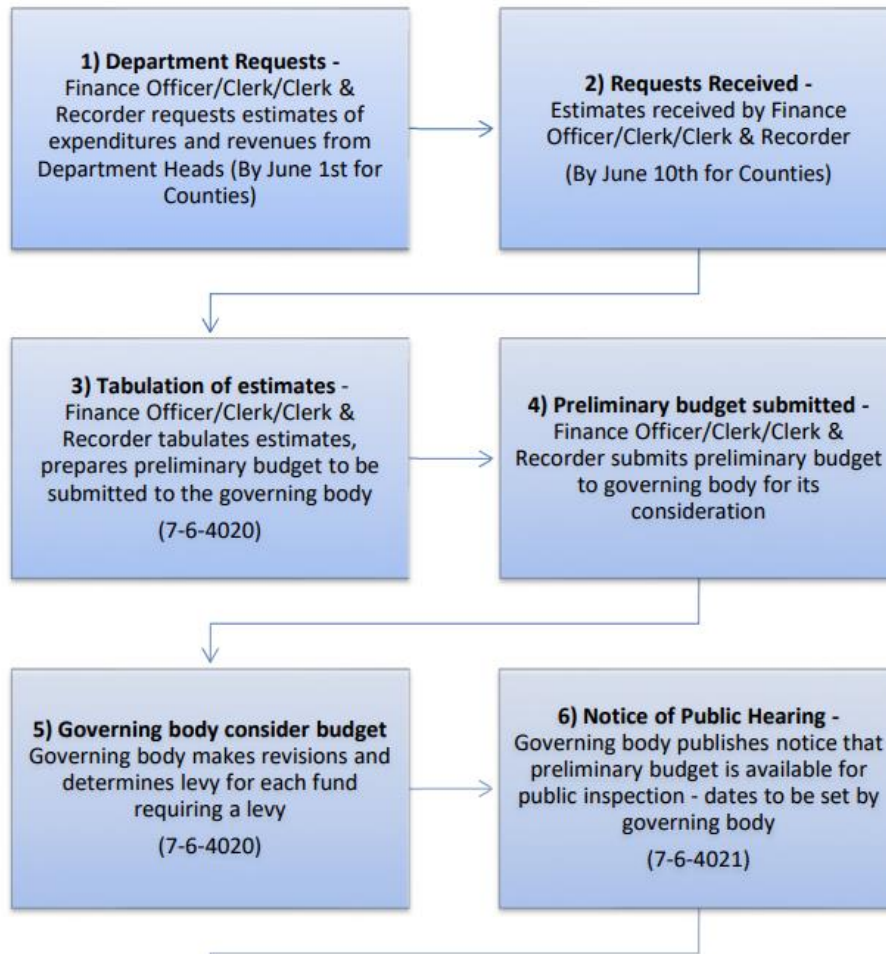 1) Department Requests -
Finance Officer/Clerk/Clerk &
Recorder requests estimates of
expenditures and revenues from
Department Heads (By June 1st for
Counties)
2) Requests Received -
Estimates received by Finance
Officer/Clerk/Clerk & Recorder
(By June 10th for Counties)
3) Tabulation of estimates -
Finance Officer/Clerk/Clerk &
Recorder tabulates estimates,
prepares preliminary budget to be
submitted to the governing body
(7-6-4020)
4) Preliminary budget submitted -
Finance Officer/Clerk/Clerk &
Recorder submits preliminary budget
to governing body for its
consideration
5) Governing body consider budget
Governing body makes revisions and
determines levy for each fund
requiring a levy
(7-6-4020)
6) Notice of Public Hearing -
Governing body publishes notice that
preliminary budget is available for
public inspection - dates to be set by
governing body
(7-6-4021)